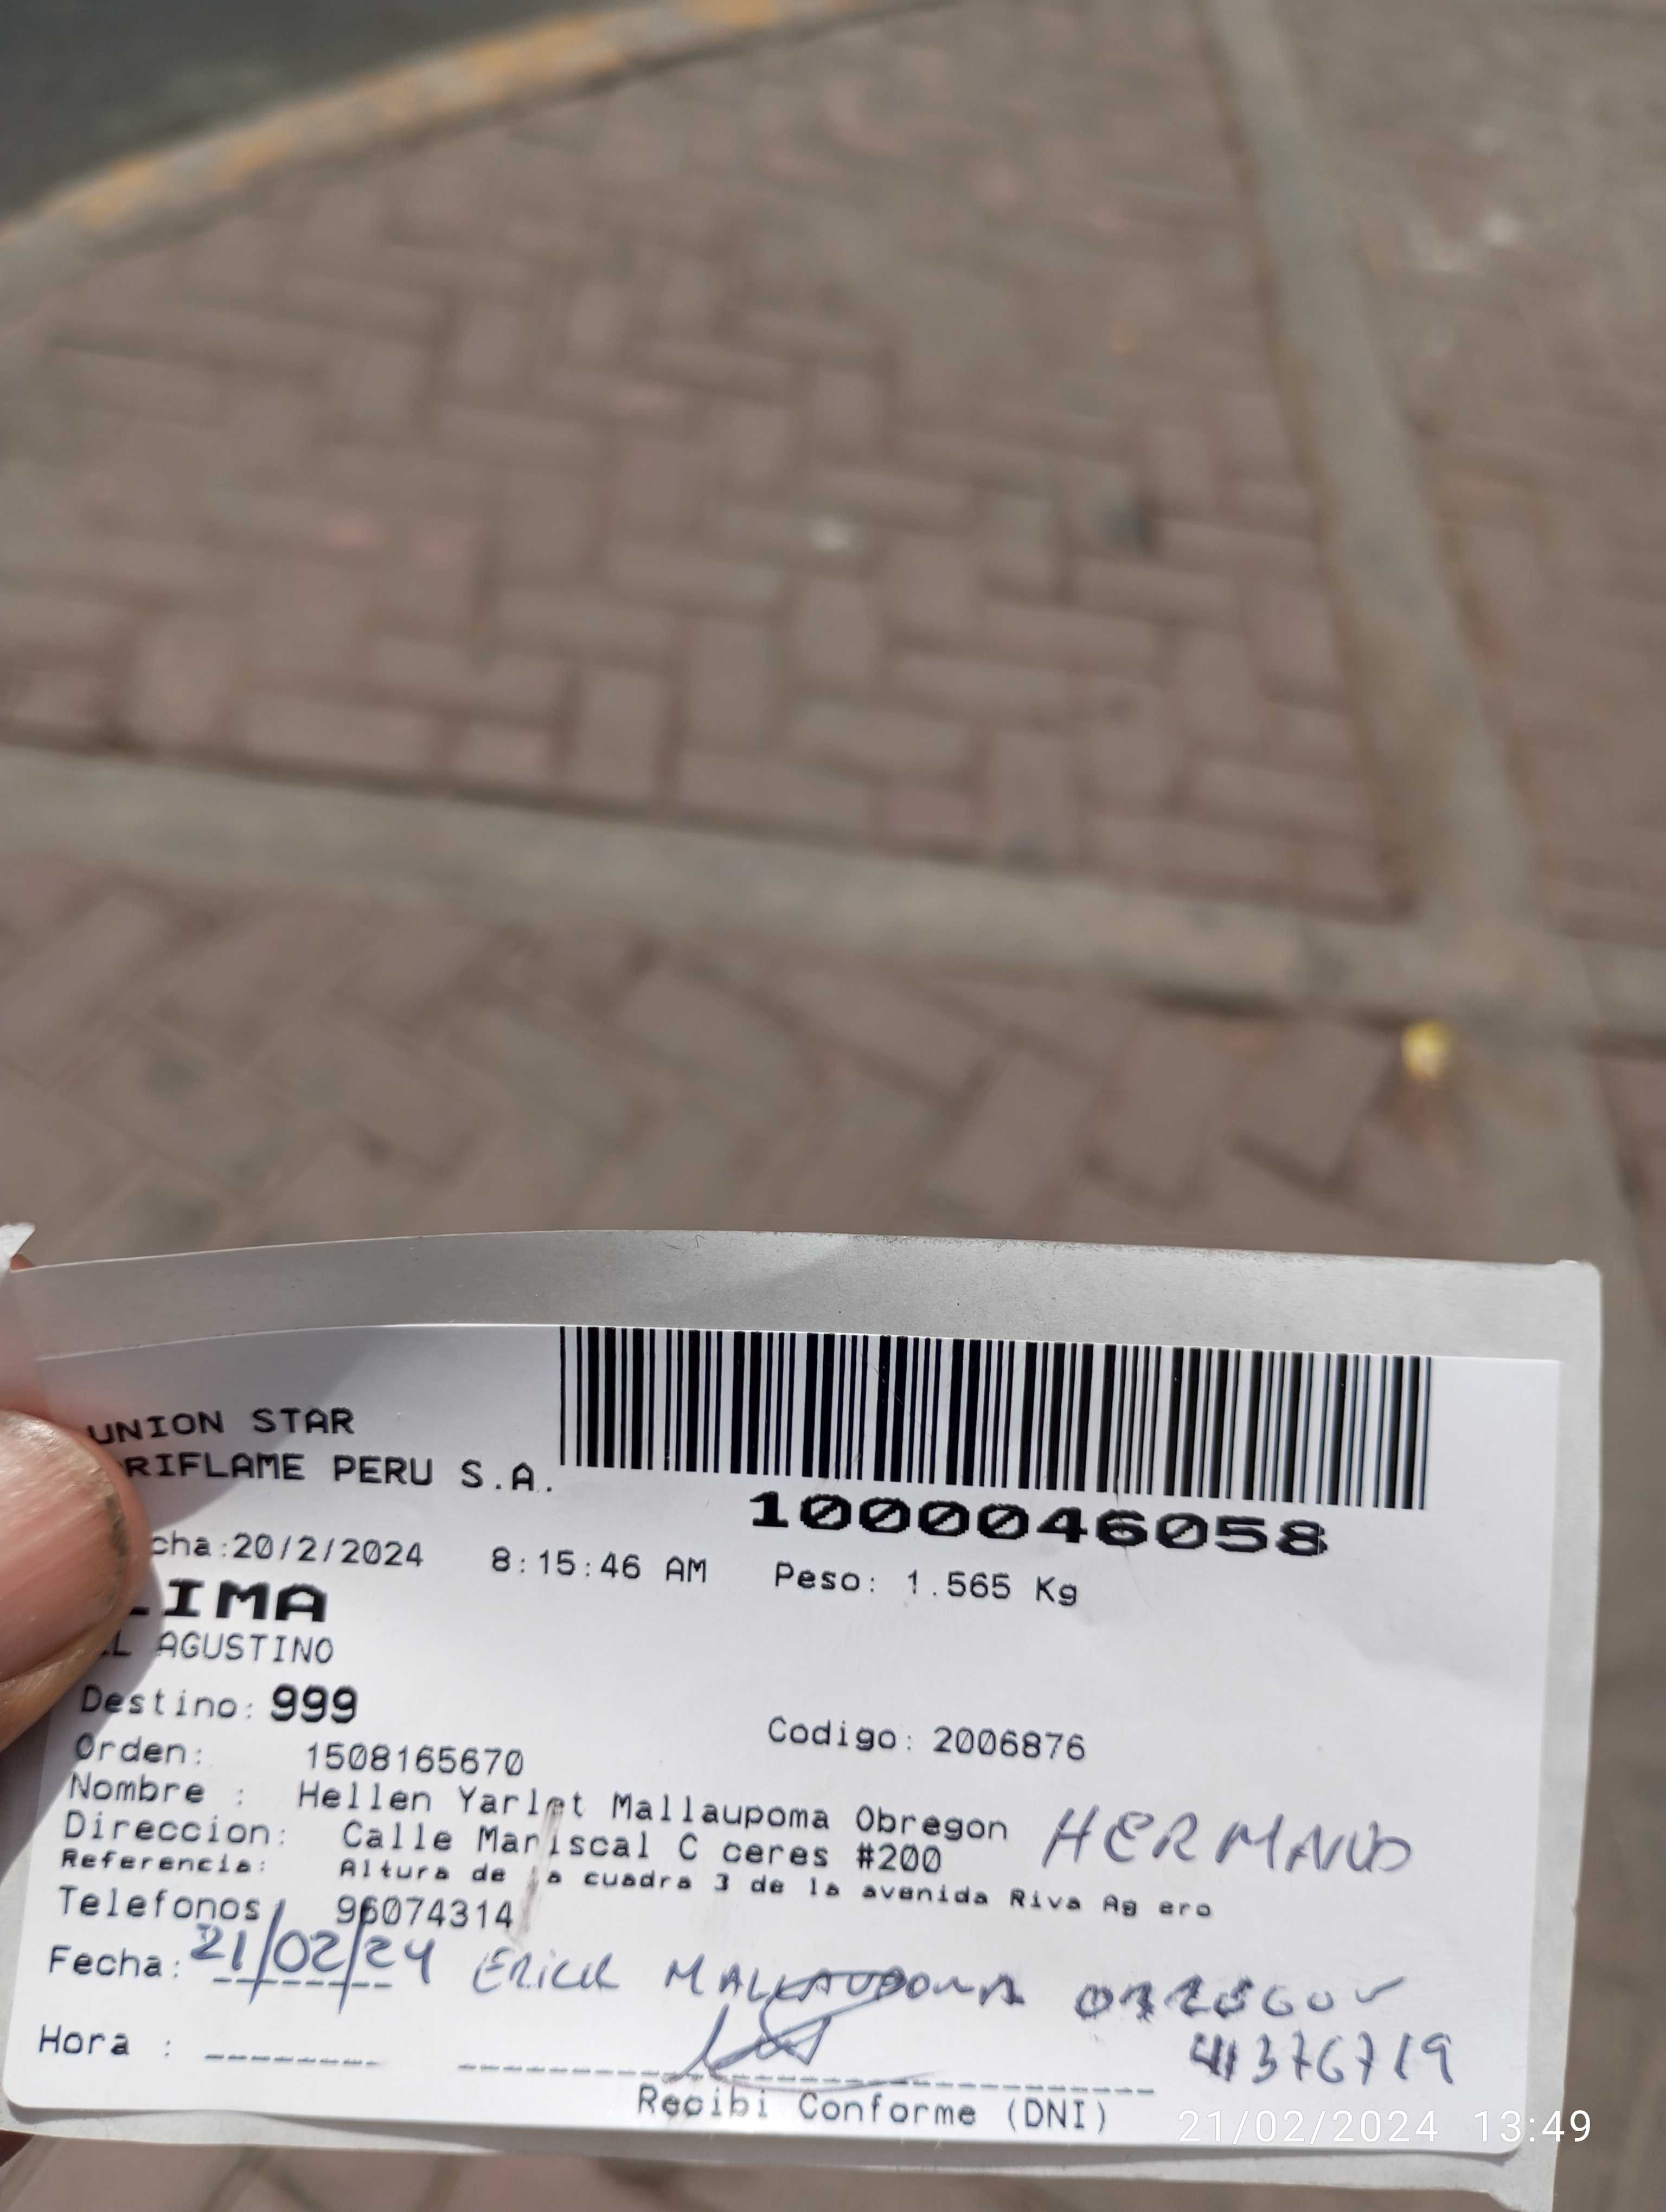 UNION STAR
RIFLAME PERU S.A.
1000046058
cha:20/2/2024 8:15:46 AM Peso: 1.565 Kg
LIMA
EL AGUSTINO
Destino: 999
Codigo: 2006876
Orden: 1508165670
Nombre : Hellen Yarlet Mallaupoma Obregon
HERMANO
Direccion: Calle Mariscal C ceres #200
Referencia: Altura de la cuadra 3 de la avenida Riva Ag ero
Telefonos 96074314
Fecha: 21/02/24 ERICK MALLAUPOMA OBREGON
41376719
Hora :
Recibi Conforme (DNI)
21/02/2024 13:49